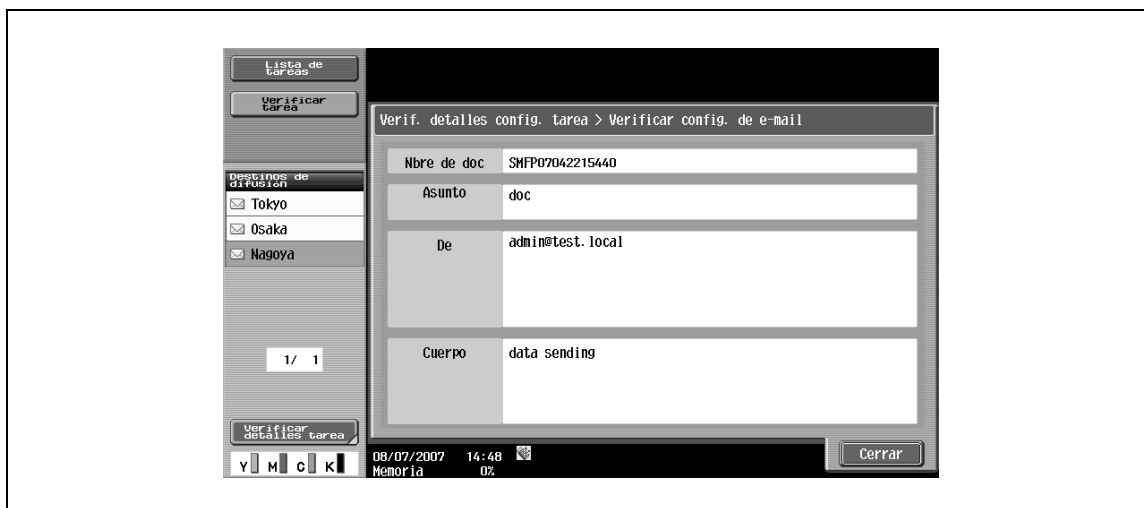 Lista de
tareas
Verificar
tarea
Verif. detalles config. tarea > Verificar config. de e-mail
Nbre de doc SMFP07042215440
Asunto doc
De admin@test.local
Cuerpo data sending
Destinos de
difusión
Tokyo
Osaka
Nagoya
1/ 1
Verificar
detalles tarea
Y M C K
08/07/2007 14:48
Memoria 0%
Cerrar